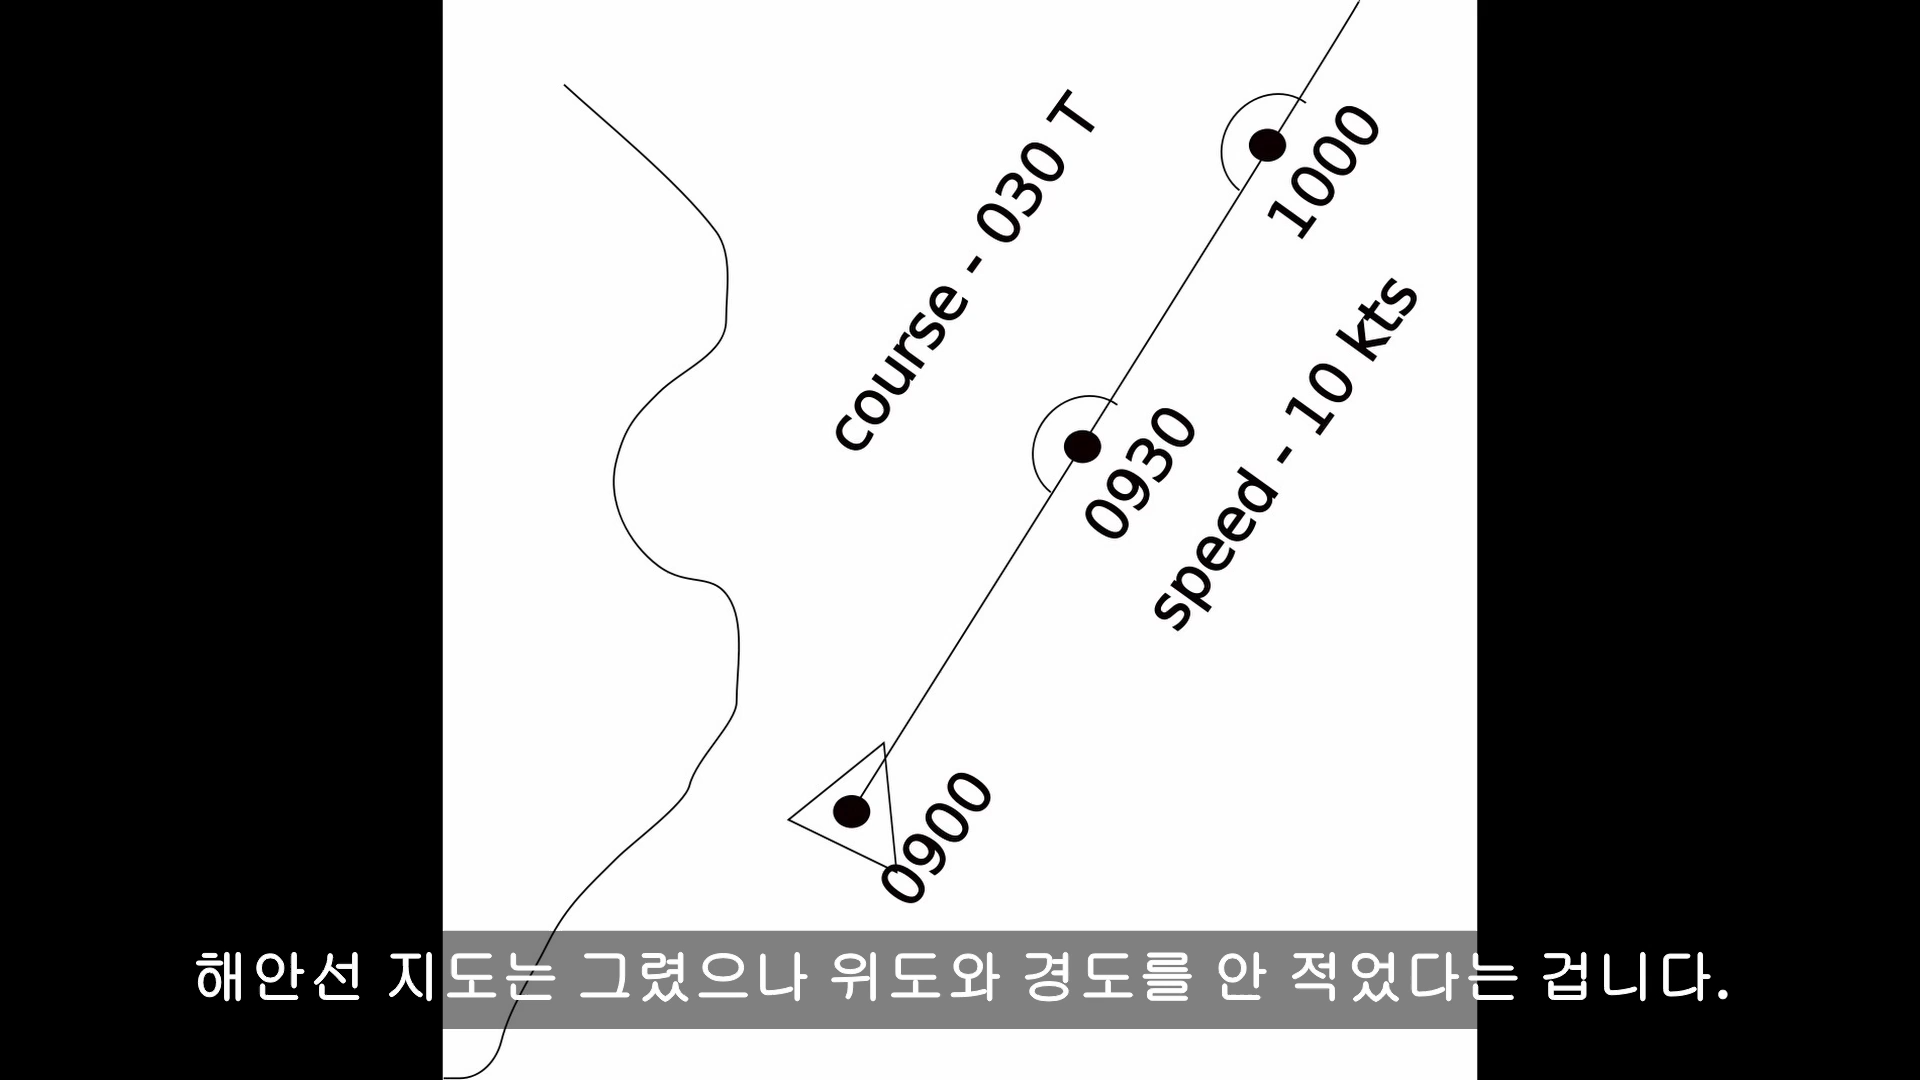 course - 030 T
1000
0930
speed - 10 kts
0900
해안선 지도는 그렸으나 위도와 경도를 안 적었다는 겁니다.